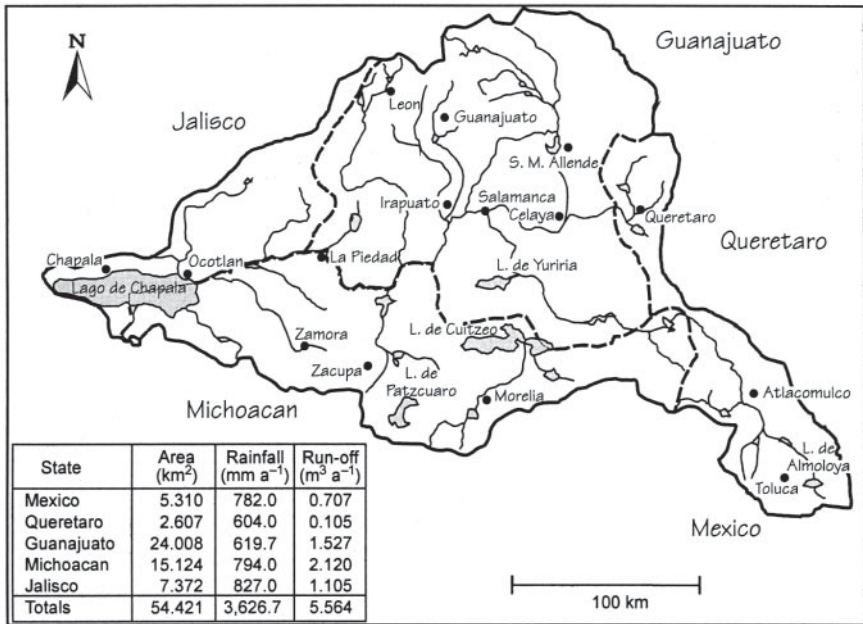 Guanajuato
N
Jalisco
Leon
Guanajuato
S. M. Allende
Irapuato
Salamanca
Celaya
Queretaro
Queretaro
Chapala
Ocotlan
La Piedad
Lago de Chapala
L. de Yuriria
L. de Cuitzeo
Zamora
Zacupa
L. de
Patzcuaro
Morelia
Michoacan
Atlacomulco
L. de
Almoloya
Toluca
Mexico
State Area (km²) Rainfall (mm a⁻¹) Run-off (m³ a⁻¹)
Mexico 5.310 782.0 0.707
Queretaro 2.607 604.0 0.105
Guanajuato 24.008 619.7 1.527
Michoacan 15.124 794.0 2.120
Jalisco 7.372 827.0 1.105
Totals 54.421 3,626.7 5.564
100 km